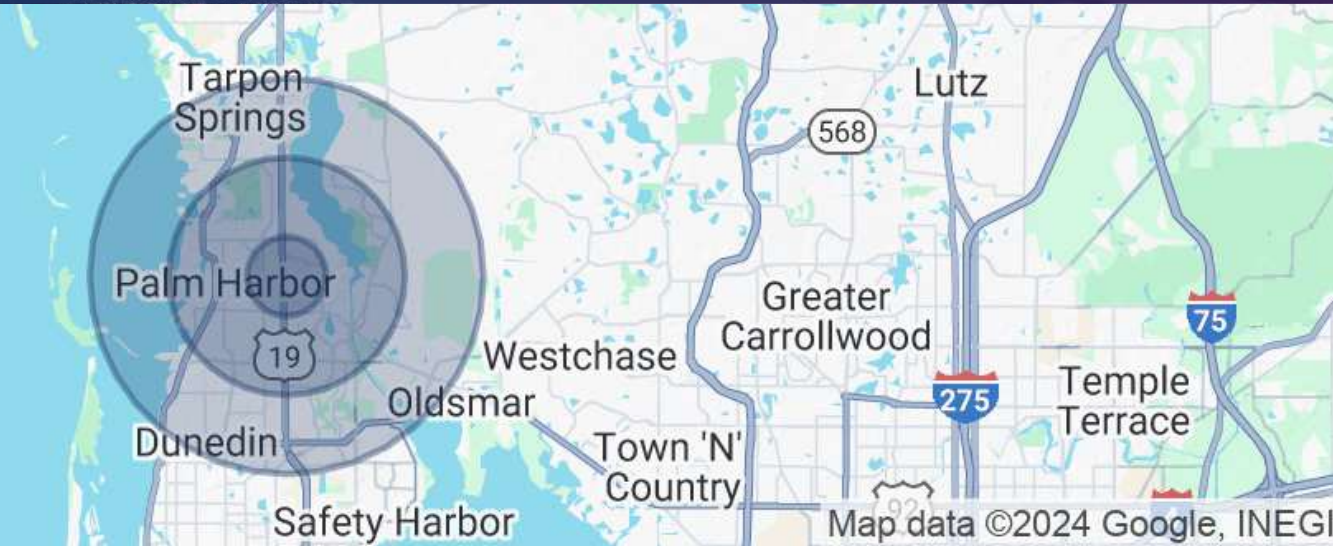 Tarpon
Springs
Lutz
568
Palm Harbor
Greater
Carrollwood
75
19
Westchase
275
Temple
Terrace
Oldsmar
Dunedin
Town 'N'
Country
92
Safety Harbor
Map data ©2024 Google, INEGI